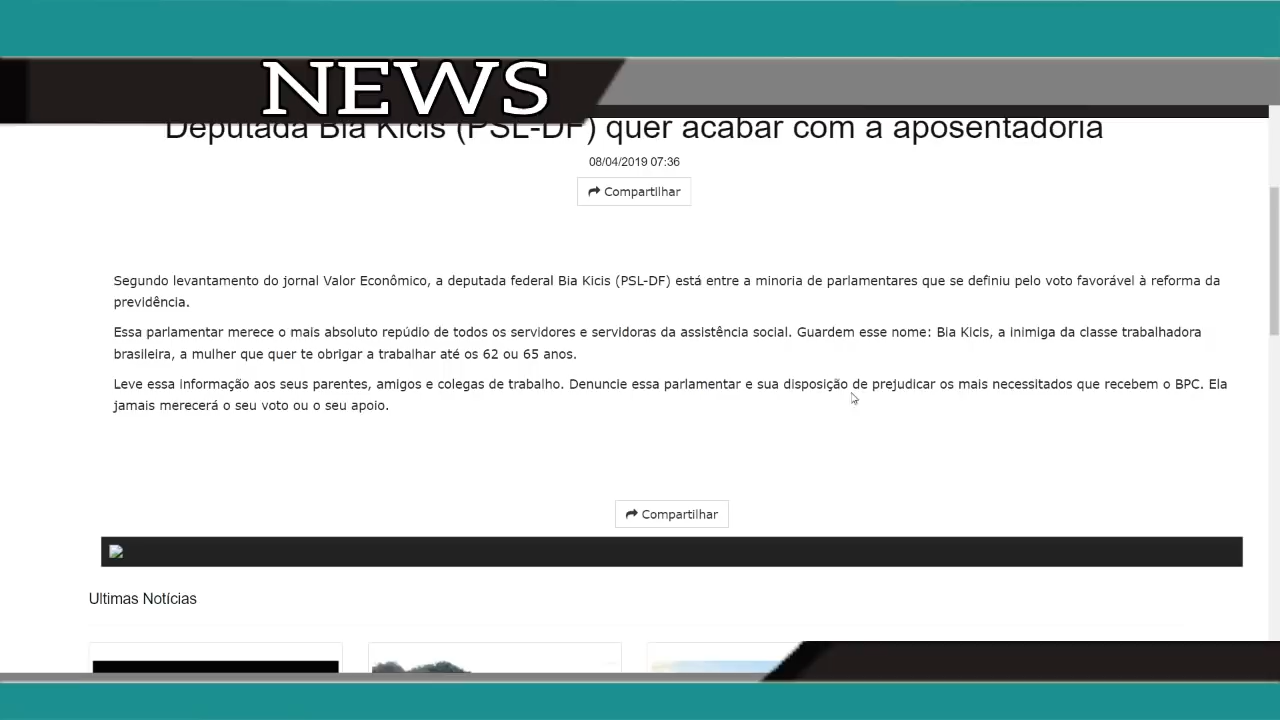 NEWS
Deputada Bia Kicis (PSL-DF) quer acabar com a aposentadoria
08/04/2019 07:36
Compartilhar
Segundo levantamento do jornal Valor Econômico, a deputada federal Bia Kicis (PSL-DF) está entre a minoria de parlamentares que se definiu pelo voto favorável à reforma da
previdência.
Essa parlamentar merece o mais absoluto repúdio de todos os servidores e servidoras da assistência social. Guardem esse nome: Bia Kicis, a inimiga da classe trabalhadora
brasileira, a mulher que quer te obrigar a trabalhar até os 62 ou 65 anos.
Leve essa informação aos seus parentes, amigos e colegas de trabalho. Denuncie essa parlamentar e sua disposição de prejudicar os mais necessitados que recebem o BPC. Ela
jamais merecerá o seu voto ou o seu apoio.
Compartilhar
Ultimas Notícias